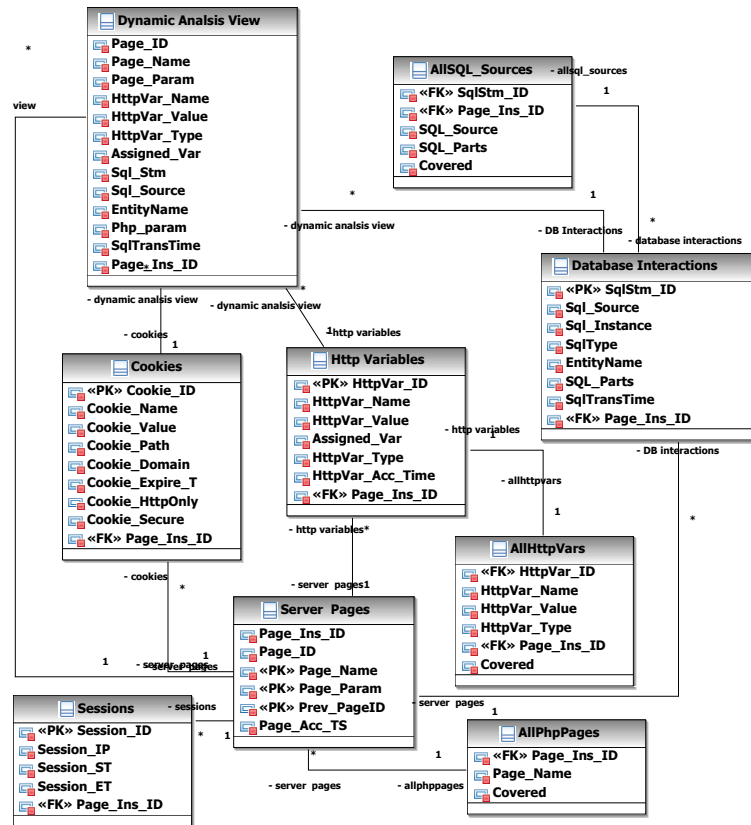 Dynamic Analsis View
Page_ID
Page_Name
Page_Param
HttpVar_Name
HttpVar_Value
HttpVar_Type
Assigned_Var
Sql_Stm
Sql_Source
EntityName
Php_param
SqlTransTime
Page_Ins_ID
*
view
*
- dynamic analsis view
*
- dynamic analsis view
*
- dynamic analsis view
AllSQL_Sources
- allsql_sources
«FK» SqlStm_ID
«FK» Page_Ins_ID
SQL_Source
SQL_Parts
Covered
1
1
- DB Interactions
*
- database interactions
Database Interactions
«PK» SqlStm_ID
Sql_Source
Sql_Instance
SqlType
EntityName
SQL_Parts
SqlTransTime
«FK» Page_Ins_ID
- DB interactions
*
- cookies
1
Cookies
«PK» Cookie_ID
Cookie_Name
Cookie_Value
Cookie_Path
Cookie_Domain
Cookie_Expire_T
Cookie_HttpOnly
Cookie_Secure
«FK» Page_Ins_ID
- cookies
*
1
- http variables
Http Variables
«PK» HttpVar_ID
HttpVar_Name
HttpVar_Value
Assigned_Var
HttpVar_Type
HttpVar_Acc_Time
«FK» Page_Ins_ID
- http variables
1
- allhttpvars
1
- http variables*
- server pages1
AllHttpVars
«FK» HttpVar_ID
HttpVar_Name
HttpVar_Value
HttpVar_Type
«FK» Page_Ins_ID
Covered
Server Pages
Page_Ins_ID
Page_ID
«PK» Page_Name
«PK» Page_Param
«PK» Prev_PageID
Page_Acc_TS
1
1
- server pages
- server pages
- server pages
1
Sessions
«PK» Session_ID
Session_IP
Session_ST
Session_ET
«FK» Page_Ins_ID
- sessions
*
1
*
- server pages
1
- allphppages
AllPhpPages
«FK» Page_Ins_ID
Page_Name
Covered